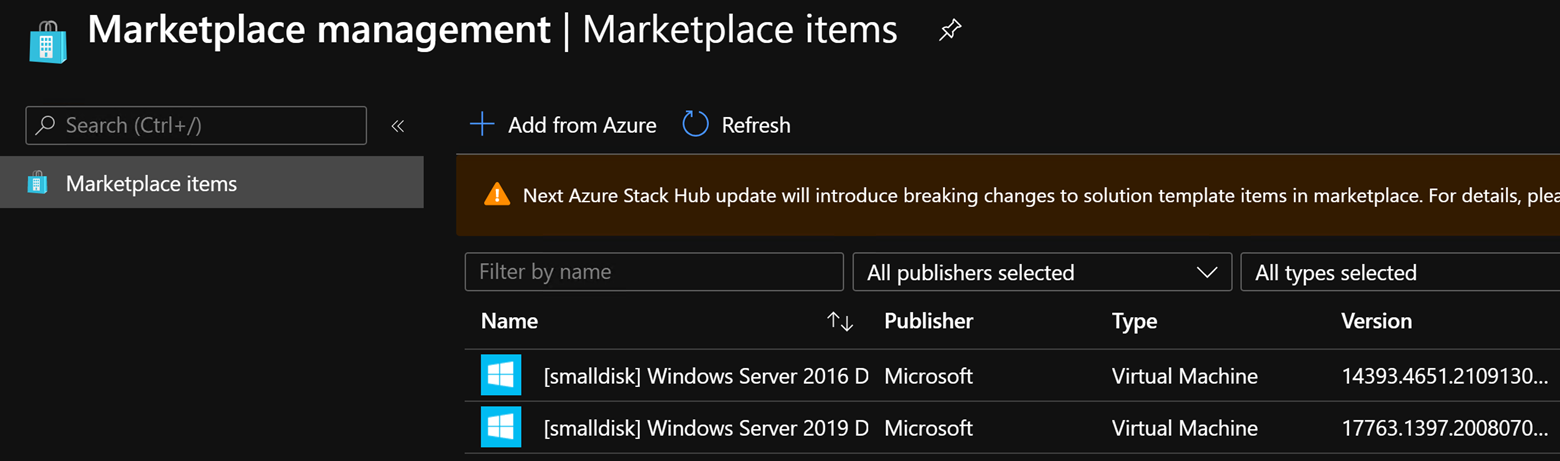 Marketplace management | Marketplace items
Search (Ctrl+/)
«
Marketplace items
+ Add from Azure Refresh
Next Azure Stack Hub update will introduce breaking changes to solution template items in marketplace. For details, plea
Filter by name All publishers selected All types selected
Name ↑↓ Publisher Type Version
[smalldisk] Windows Server 2016 D Microsoft Virtual Machine 14393.4651.2109130...
[smalldisk] Windows Server 2019 D Microsoft Virtual Machine 17763.1397.2008070...